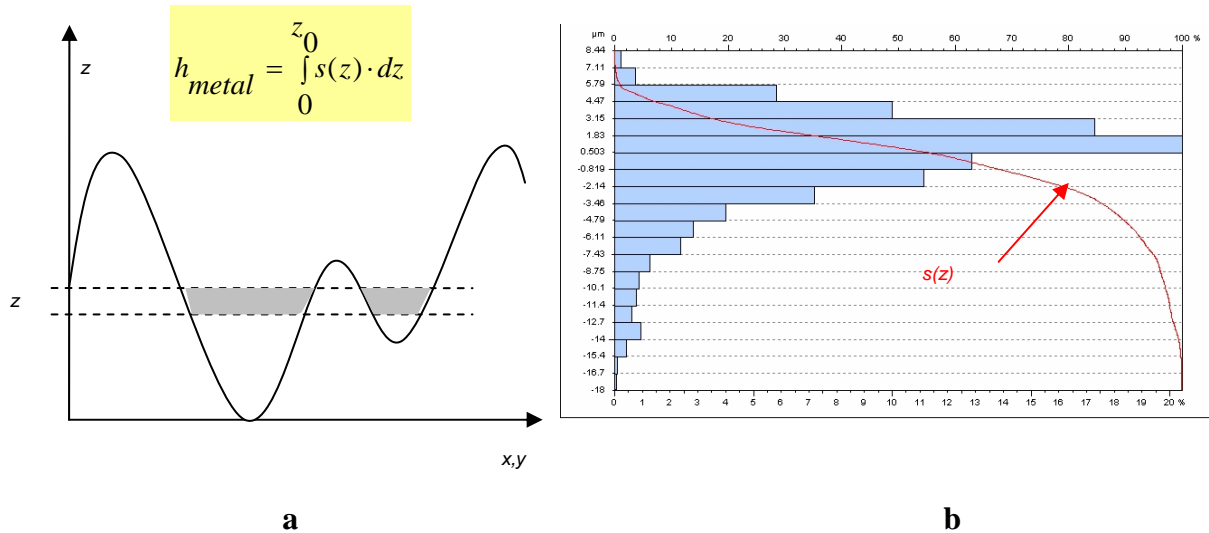 z
z
0
h metal = ∫ s(z) · dz
0
z
x,y
a
µm
0 10 20 30 40 50 60 70 80 90 100 %
8.44
7.11
5.79
4.47
3.15
1.83
0.503
-0.819
-2.14
-3.46
-4.79
-6.11
-7.43
-8.75
-10.1
-11.4
-12.7
-14
-15.4
-16.7
-18
s(z)
0 1 2 3 4 5 6 7 8 9 10 11 12 13 14 15 16 17 18 19 20 %
b